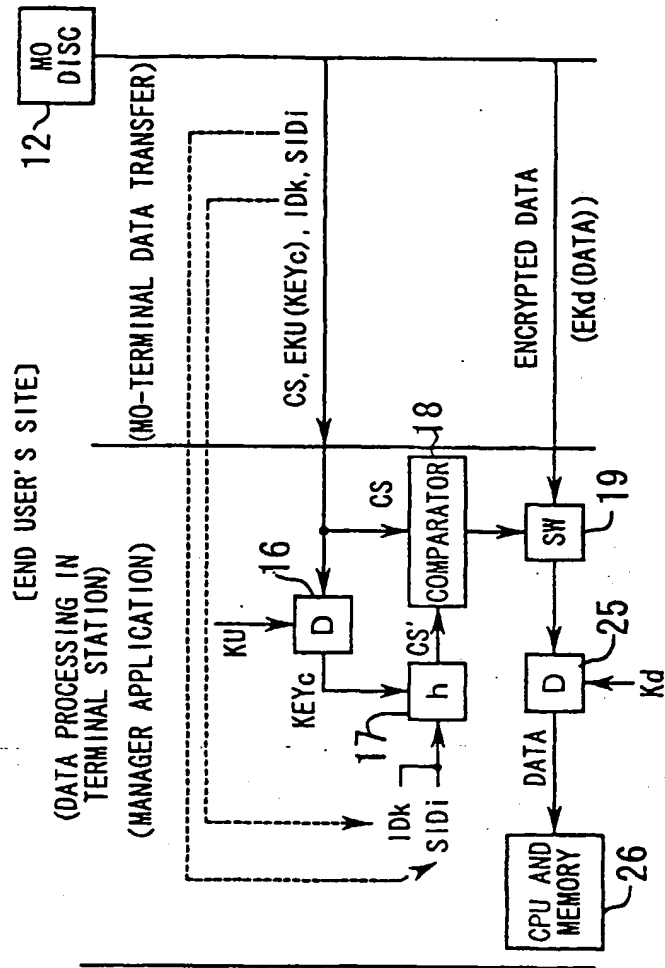 [END USER'S SITE]
(DATA PROCESSING IN
TERMINAL STATION)
(MANAGER APPLICATION)
(MO-TERMINAL DATA TRANSFER)
12
MO
DISC
IDk
SIDi
KU
KEYc
16
D
17
h
CS'
CS
18
COMPARATOR
CS, EKU(KEYc), IDk, SIDi
ENCRYPTED DATA
(EKd(DATA))
SW
19
D
25
Kd
DATA
CPU AND
MEMORY
26